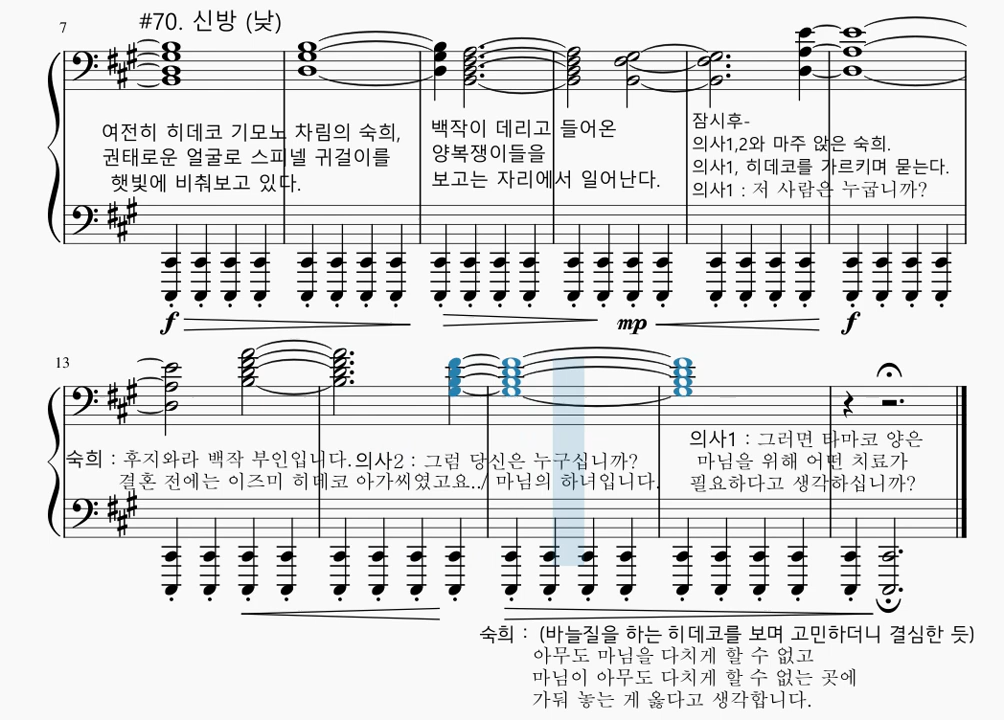 #70. 신방 (낮)
7
여전히 히데코 기모노 차림의 숙희,
권태로운 얼굴로 스피넬 귀걸이를
햇빛에 비춰보고 있다.
백작이 데리고 들어온
양복쟁이들을
보고는 자리에서 일어난다.
잠시후-
의사1,2와 마주 앉은 숙희.
의사1, 히데코를 가르키며 묻는다.
의사1 : 저 사람은 누굽니까?
f
mp
f
13
숙희 : 후지와라 백작 부인입니다.
결혼 전에는 이즈미 히데코 아가씨였고요../
의사2 : 그럼 당신은 누구십니까?
마님의 하녀입니다.
의사1 : 그러면 타마코 양은
마님을 위해 어떤 치료가
필요하다고 생각하십니까?
숙희 : (바늘질을 하는 히데코를 보며 고민하더니 결심한 듯)
아무도 마님을 다치게 할 수 없고
마님이 아무도 다치게 할 수 없는 곳에
가둬 놓는 게 옳다고 생각합니다.